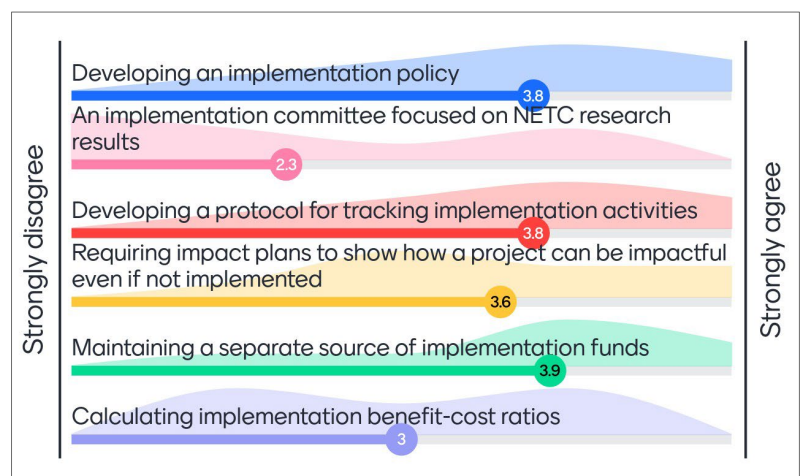 Strongly disagree
Developing an implementation policy
3.8
An implementation committee focused on NETC research
results
2.3
Developing a protocol for tracking implementation activities
3.8
Requiring impact plans to show how a project can be impactful
even if not implemented
3.6
Maintaining a separate source of implementation funds
3.9
Calculating implementation benefit-cost ratios
3
Strongly agree